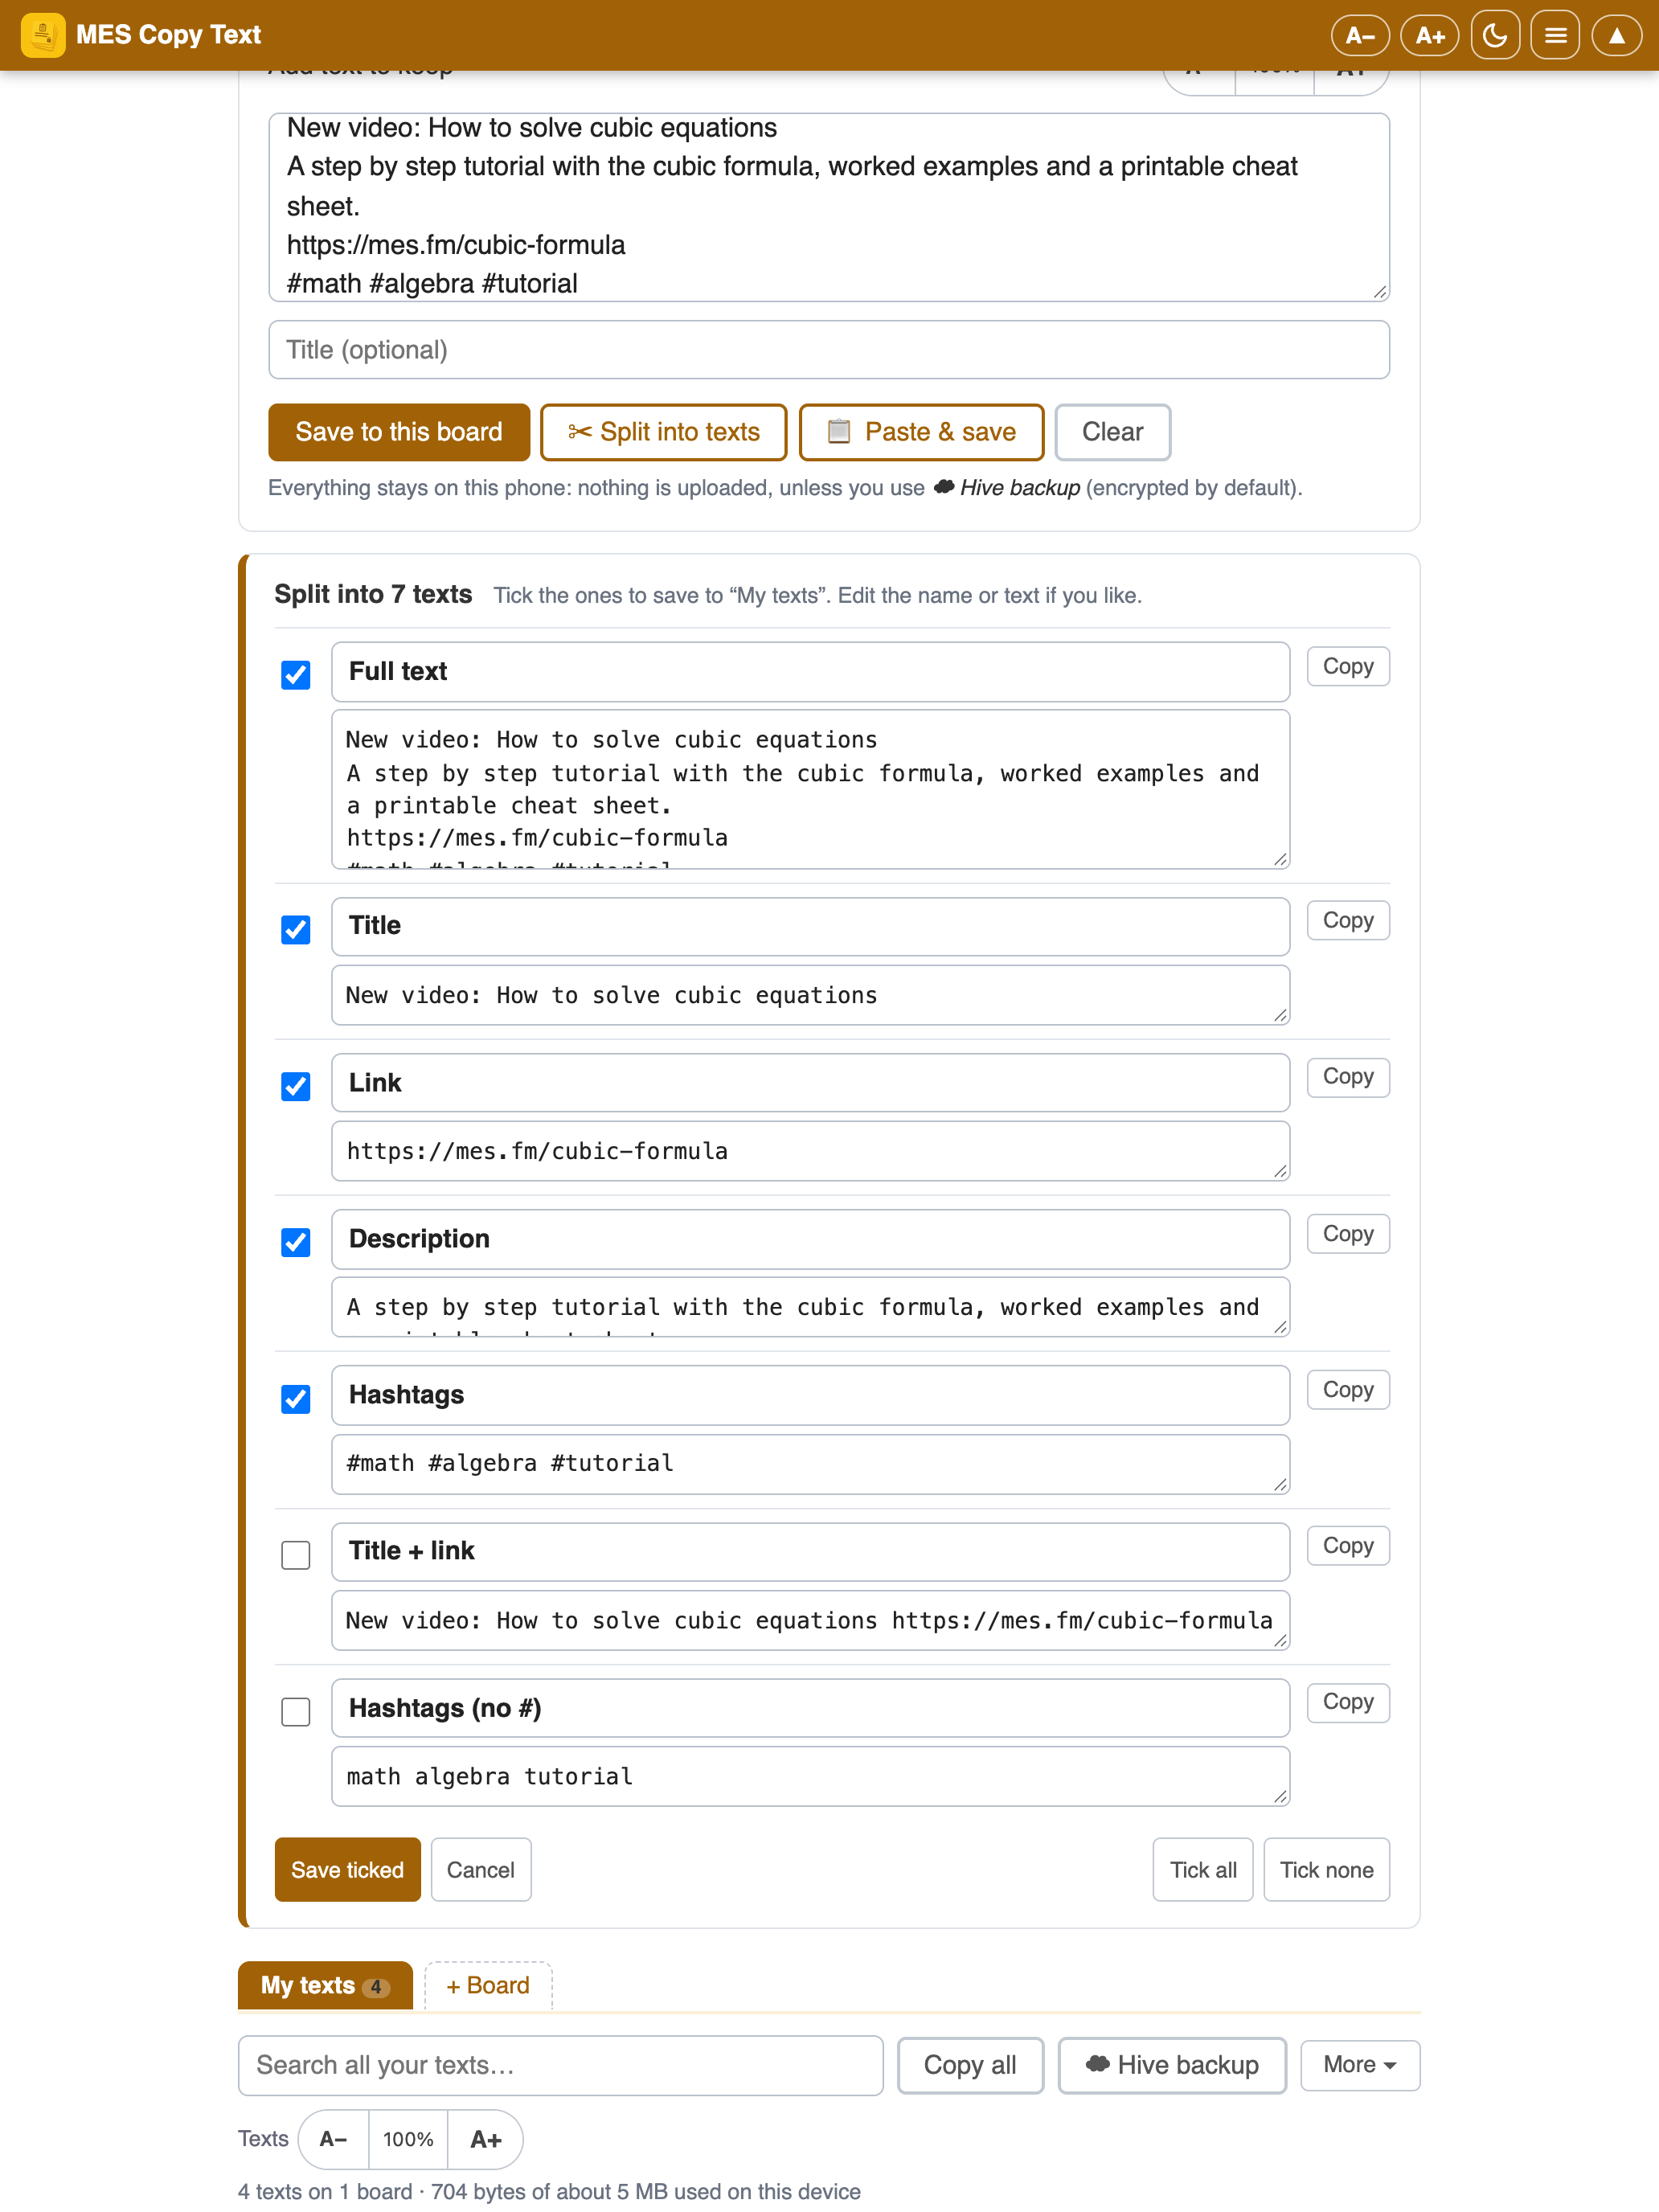 MES Copy Text
A−
A+
▲
New video: How to solve cubic equations
A step by step tutorial with the cubic formula, worked examples and a printable cheat
sheet.
https://mes.fm/cubic-formula
#math #algebra #tutorial
Title (optional)
Save to this board
✂ Split into texts
📋 Paste & save
Clear
Everything stays on this phone: nothing is uploaded, unless you use ☁ Hive backup (encrypted by default).
Split into 7 texts Tick the ones to save to “My texts”. Edit the name or text if you like.
Full text
Copy
New video: How to solve cubic equations
A step by step tutorial with the cubic formula, worked examples and
a printable cheat sheet.
https://mes.fm/cubic-formula
#math #algebra #tutorial
Title
Copy
New video: How to solve cubic equations
Link
Copy
https://mes.fm/cubic-formula
Description
Copy
A step by step tutorial with the cubic formula, worked examples and
Hashtags
Copy
#math #algebra #tutorial
Title + link
Copy
New video: How to solve cubic equations https://mes.fm/cubic-formula
Hashtags (no #)
Copy
math algebra tutorial
Save ticked
Cancel
Tick all
Tick none
My texts 4
+ Board
Search all your texts…
Copy all
☁ Hive backup
More
Texts
A−
100%
A+
4 texts on 1 board · 704 bytes of about 5 MB used on this device